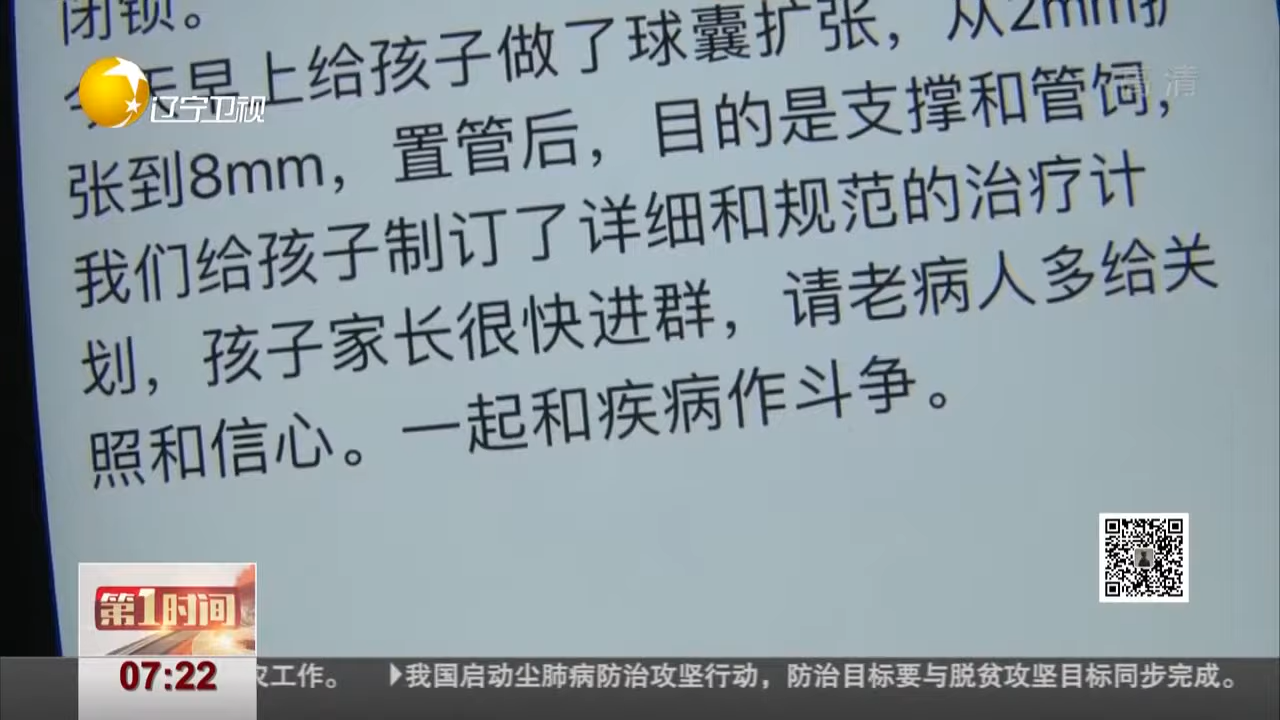 闭锁。
今天早上给孩子做了球囊扩张，从2mm扩
张到8mm，置管后，目的是支撑和管饲，
我们给孩子制订了详细和规范的治疗计
划，孩子家长很快进群，请老病人多给关
照和信心。一起和疾病作斗争。
辽宁卫视
高清
第1时间
07:22
灾工作。 我国启动尘肺病防治攻坚行动，防治目标要与脱贫攻坚目标同步完成。